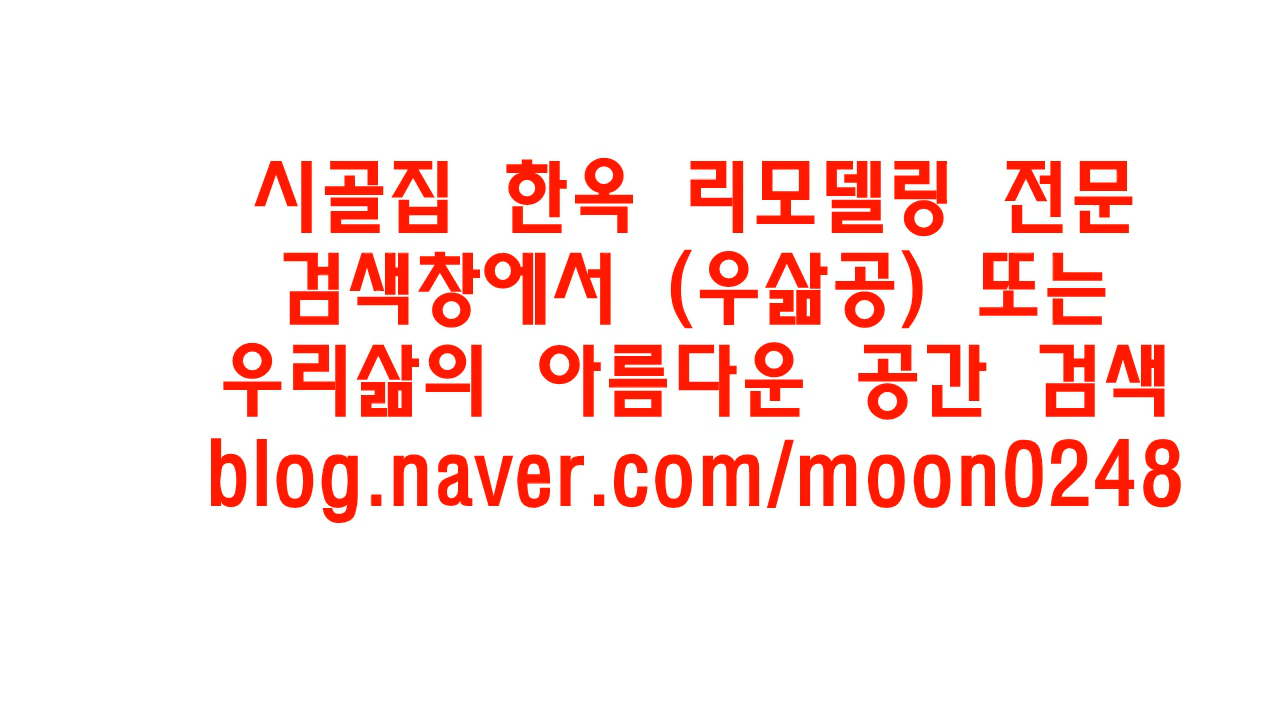 시골집 한옥 리모델링 전문
검색창에서 (우삶공) 또는
우리삶의 아름다운 공간 검색
blog.naver.com/moon0248